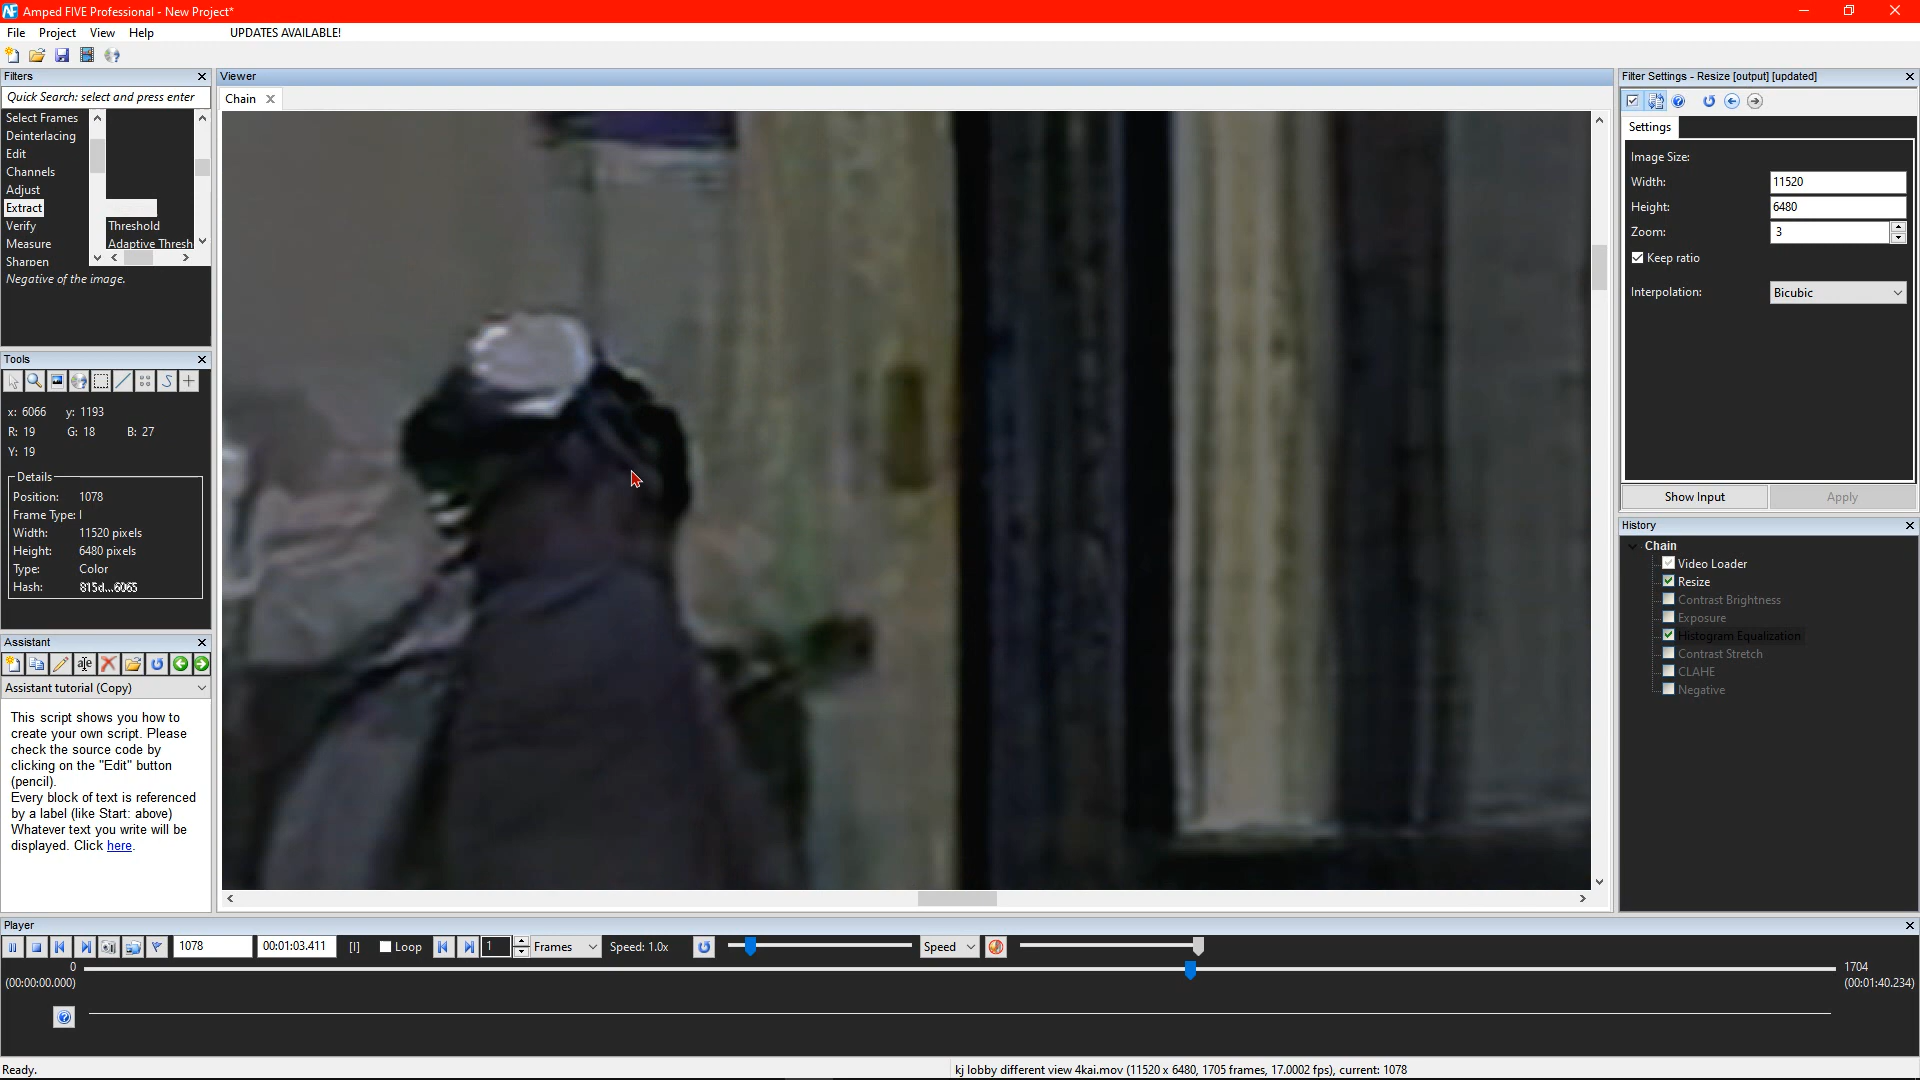 Amped FIVE Professional - New Project*
File Project View Help UPDATES AVAILABLE!
Filters
Quick Search: select and press enter
Select Frames
Deinterlacing
Edit
Channels
Adjust
Extract
Verify
Threshold
Measure
Adaptive Thresh
Sharpen
Negative of the image.
Tools
x: 6066 y: 1193
R: 19 G: 18 B: 27
Y: 19
Details
Position: 1078
Frame Type: I
Width: 11520 pixels
Height: 6480 pixels
Type: Color
Hash: 815d...6065
Assistant
Assistant tutorial (Copy)
This script shows you how to
create your own script. Please
check the source code by
clicking on the "Edit" button
(pencil).
Every block of text is referenced
by a label (like Start: above)
Whatever text you write will be
displayed. Click here.
Viewer
Chain
Filter Settings - Resize [output] [updated]
Settings
Image Size:
Width: 11520
Height: 6480
Zoom: 3
Keep ratio
Interpolation: Bicubic
Show Input Apply
History
Chain
Video Loader
Resize
Contrast Brightness
Exposure
Histogram Equalization
Contrast Stretch
CLAHE
Negative
Player
1078 00:01:03.411 [I] Loop 1 Frames Speed: 1.0x Speed
0 1704
(00:00:00.000) (00:01:40.234)
Ready. kj lobby different view 4kai.mov (11520 x 6480, 1705 frames, 17.0002 fps), current: 1078